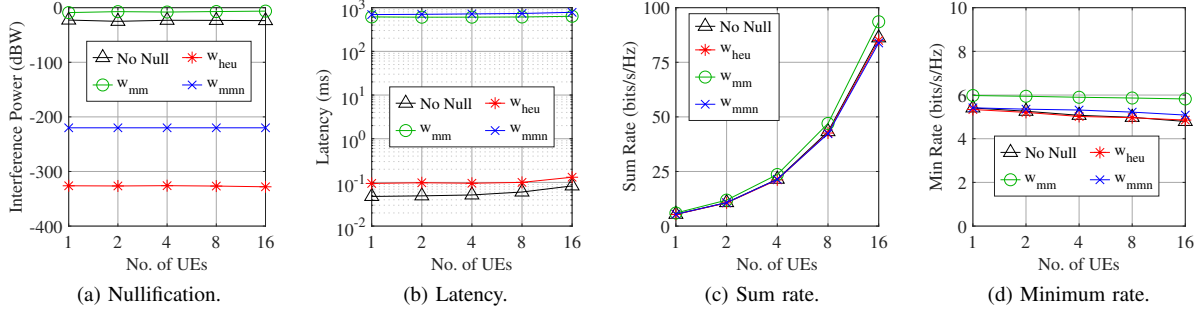 Interference Power (dBW)
0
-100
-200
-300
-400
No Null
w_heu
w_mm
w_mmn
1 2 4 8 16
No. of UEs
(a) Nullification.
Latency (ms)
10^3
10^2
10^1
10^0
10^-1
10^-2
No Null
w_heu
w_mm
w_mmn
1 2 4 8 16
No. of UEs
(b) Latency.
Sum Rate (bits/s/Hz)
100
75
50
25
0
No Null
w_heu
w_mm
w_mmn
1 2 4 8 16
No. of UEs
(c) Sum rate.
Min Rate (bits/s/Hz)
10
8
6
4
2
0
No Null
w_heu
w_mm
w_mmn
1 2 4 8 16
No. of UEs
(d) Minimum rate.